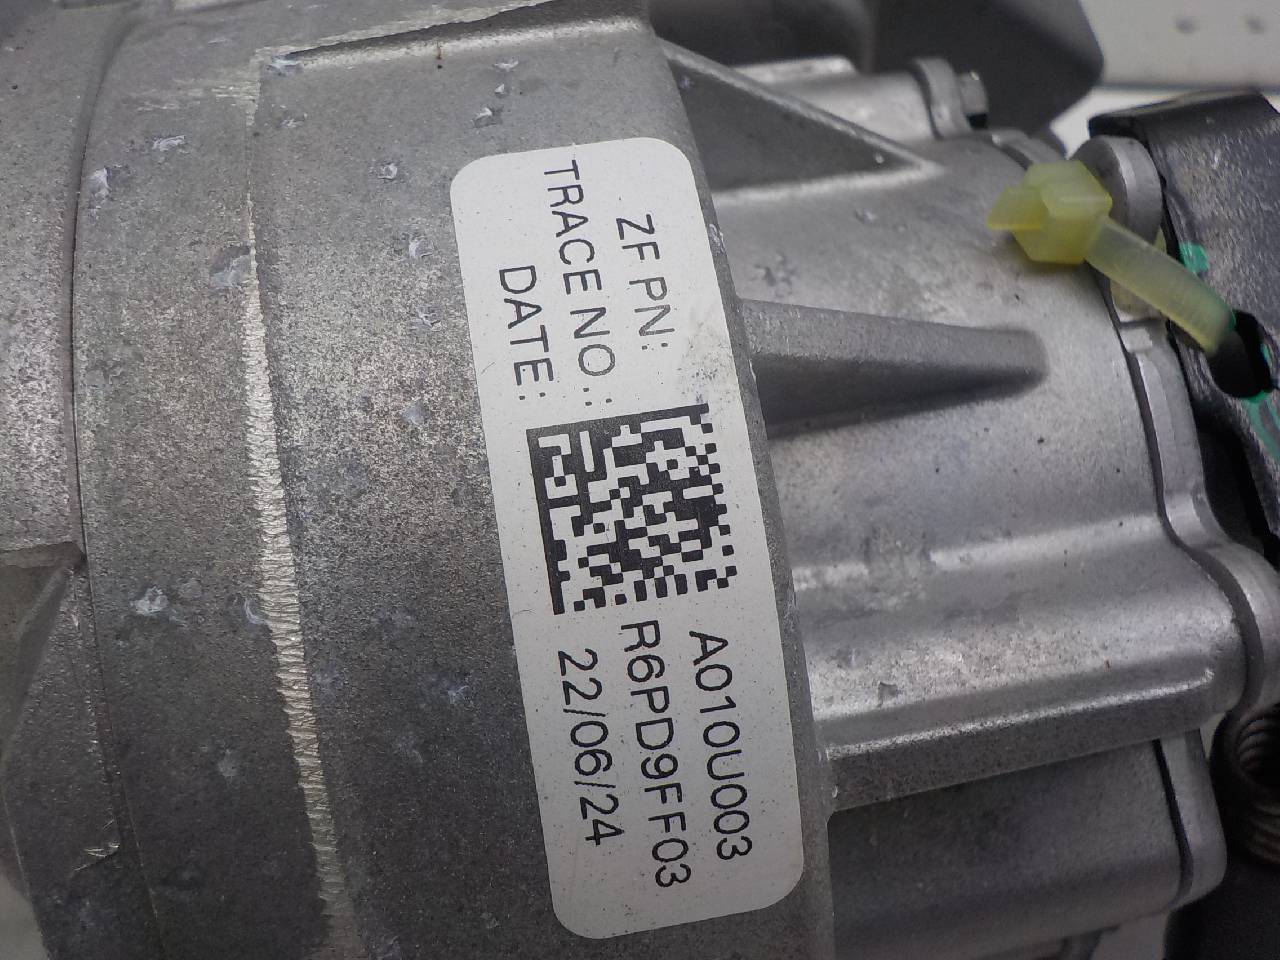 ZF PN: A010U003
TRACE NO.: R6PD9FF03
DATE: 22/06/24